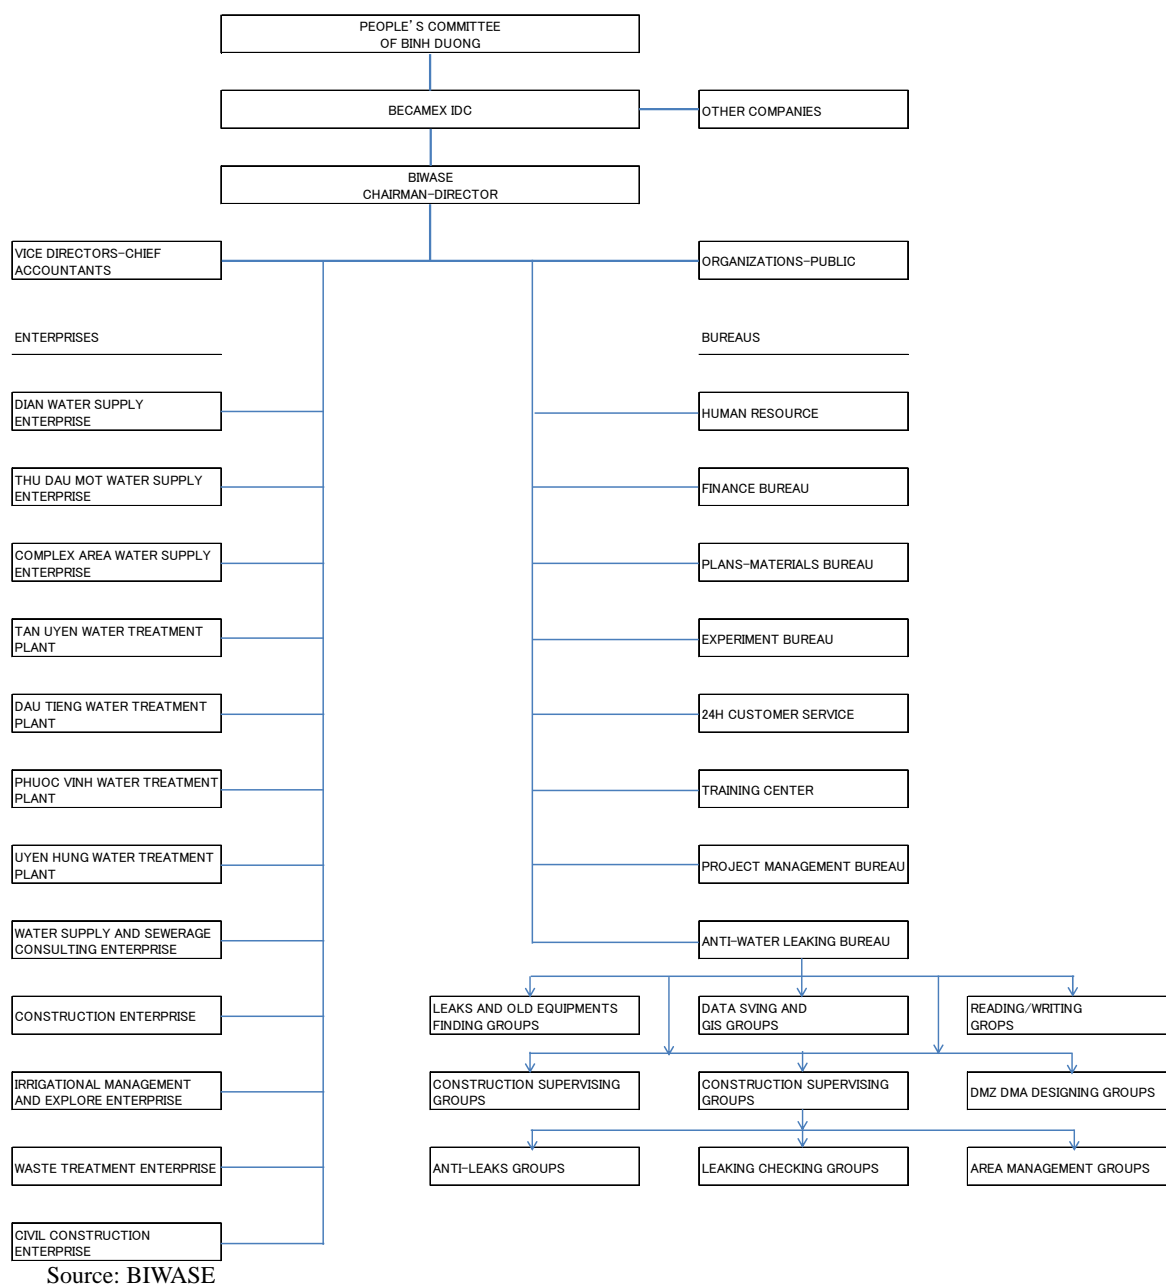 PEOPLE'S COMMITTEE
OF BINH DUONG
BECAMEX IDC
OTHER COMPANIES
BIWASE
CHAIRMAN-DIRECTOR
VICE DIRECTORS-CHIEF
ACCOUNTANTS
ORGANIZATIONS-PUBLIC
ENTERPRISES
BUREAUS
DIAN WATER SUPPLY
ENTERPRISE
HUMAN RESOURCE
THU DAU MOT WATER SUPPLY
ENTERPRISE
FINANCE BUREAU
COMPLEX AREA WATER SUPPLY
ENTERPRISE
PLANS-MATERIALS BUREAU
TAN UYEN WATER TREATMENT
PLANT
EXPERIMENT BUREAU
DAU TIENG WATER TREATMENT
PLANT
24H CUSTOMER SERVICE
PHUOC VINH WATER TREATMENT
PLANT
TRAINING CENTER
UYEN HUNG WATER TREATMENT
PLANT
PROJECT MANAGEMENT BUREAU
WATER SUPPLY AND SEWERAGE
CONSULTING ENTERPRISE
ANTI-WATER LEAKING BUREAU
CONSTRUCTION ENTERPRISE
LEAKS AND OLD EQUIPMENTS
FINDING GROUPS
DATA SVING AND
GIS GROUPS
READING/WRITING
GROPS
IRRIGATIONAL MANAGEMENT
AND EXPLORE ENTERPRISE
CONSTRUCTION SUPERVISING
GROUPS
CONSTRUCTION SUPERVISING
GROUPS
DMZ DMA DESIGNING GROUPS
WASTE TREATMENT ENTERPRISE
ANTI-LEAKS GROUPS
LEAKING CHECKING GROUPS
AREA MANAGEMENT GROUPS
CIVIL CONSTRUCTION
ENTERPRISE
Source: BIWASE